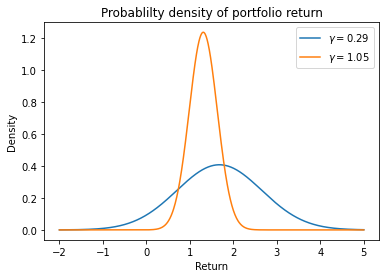 Probablilty density of portfolio return
γ = 0.29
γ = 1.05
Density
1.2
1.0
0.8
0.6
0.4
0.2
0.0
−2 −1 0 1 2 3 4 5
Return